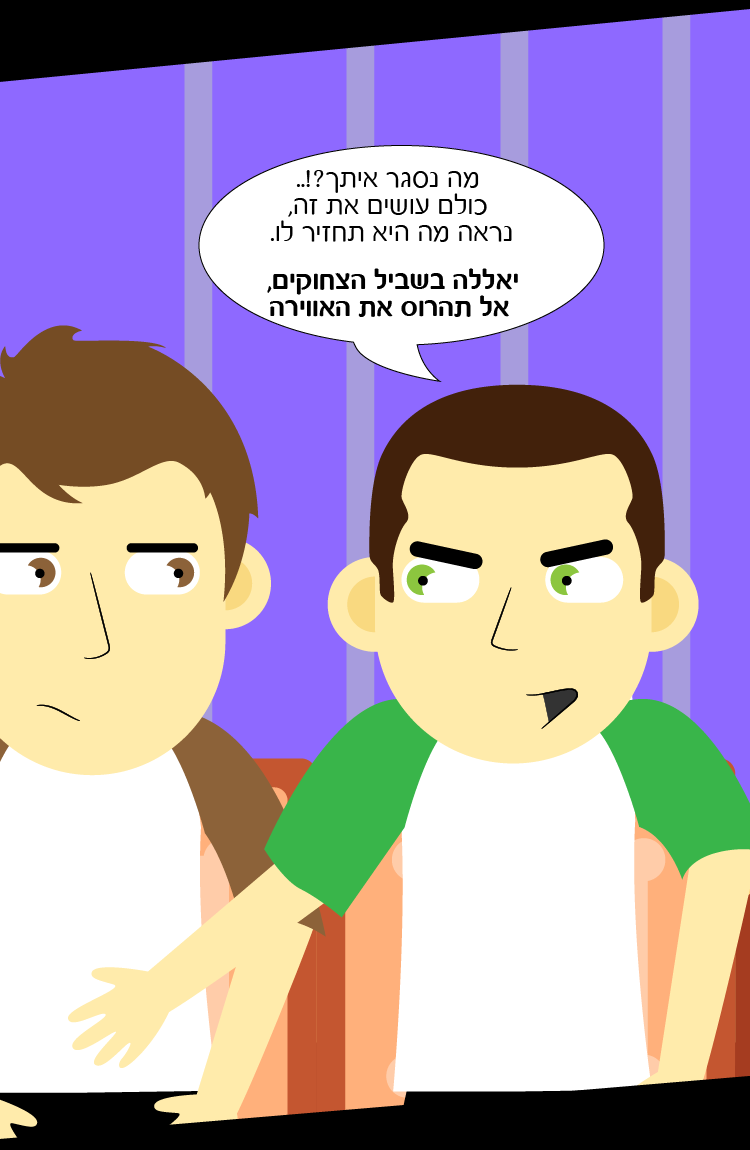 מה נסגר איתך?!..
כולם עושים את זה,
נראה מה היא תחזיר לו.
יאללה בשביל הצחוקים,
אל תהרוס את האווירה